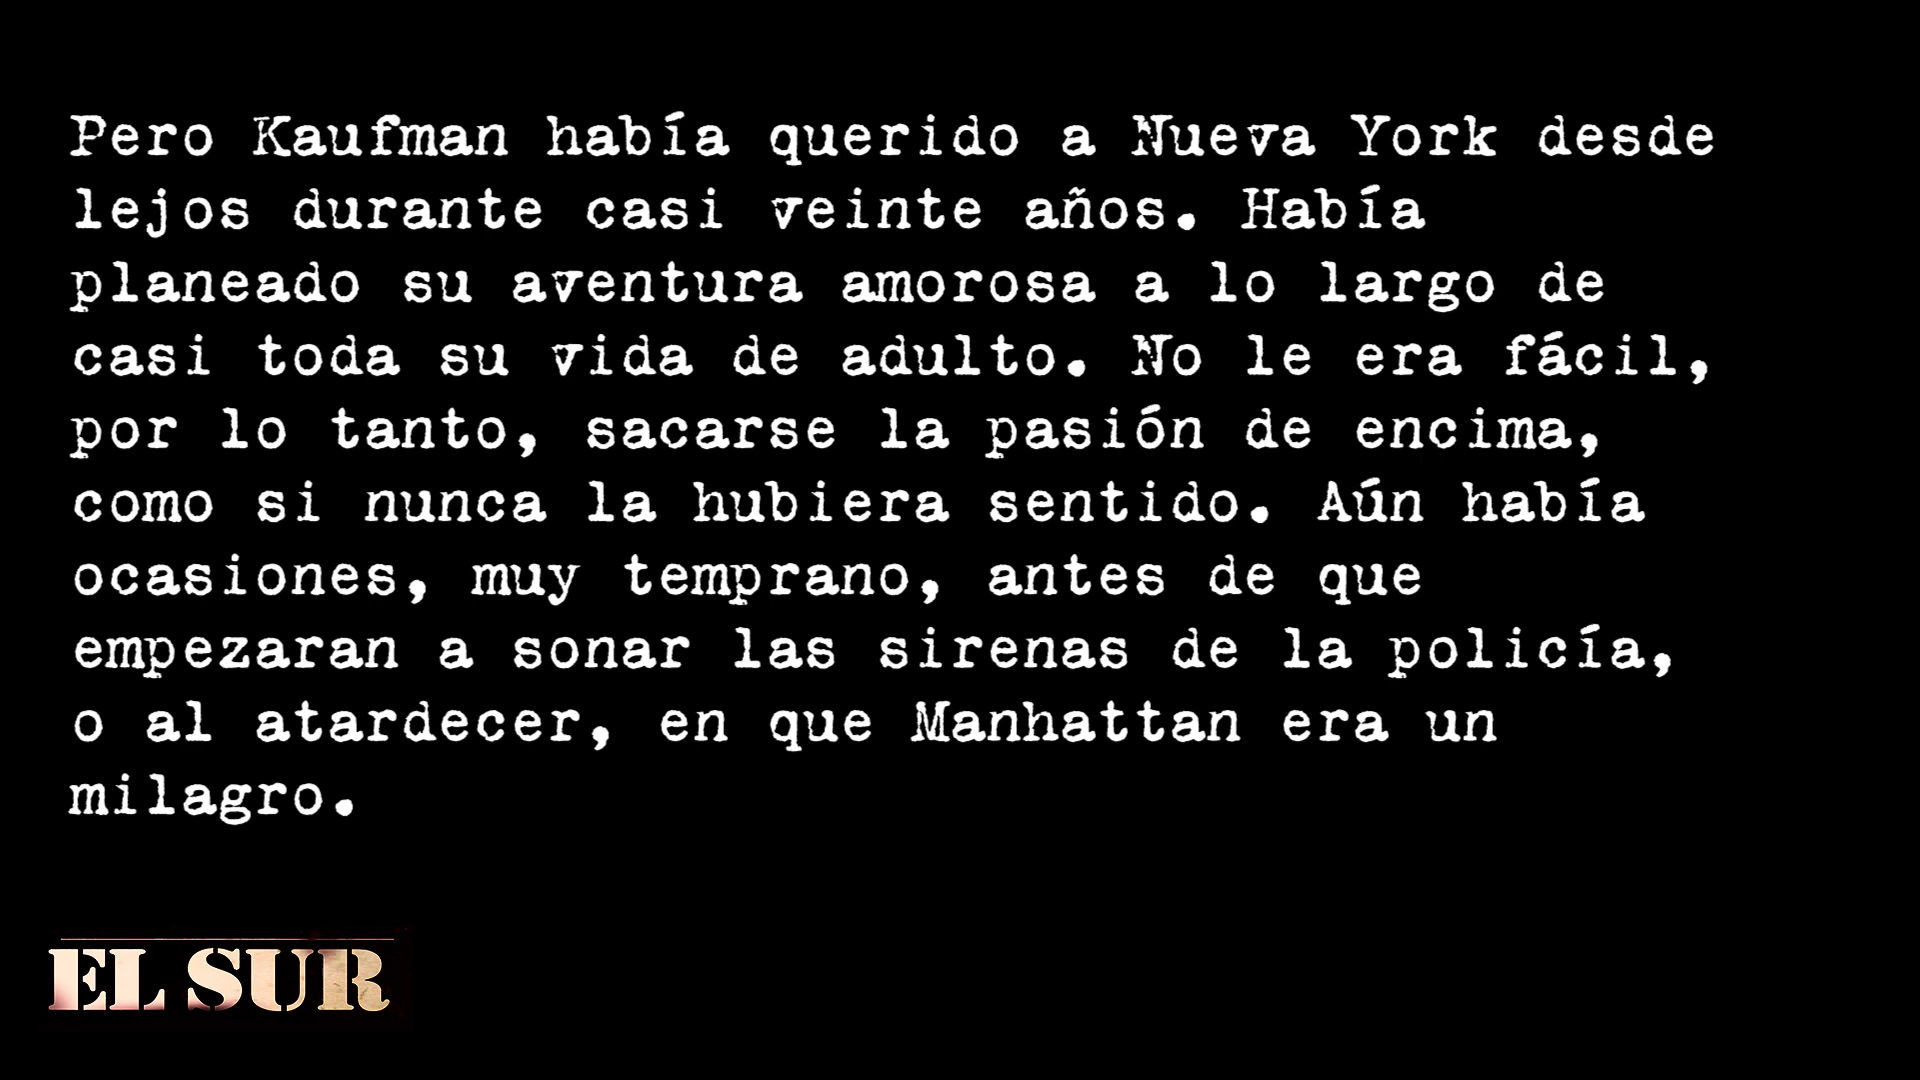 Pero Kaufman había querido a Nueva York desde
lejos durante casi veinte años. Había
planeado su aventura amorosa a lo largo de
casi toda su vida de adulto. No le era fácil,
por lo tanto, sacarse la pasión de encima,
como si nunca la hubiera sentido. Aún había
ocasiones, muy temprano, antes de que
empezaran a sonar las sirenas de la policía,
o al atardecer, en que Manhattan era un
milagro.
EL SUR